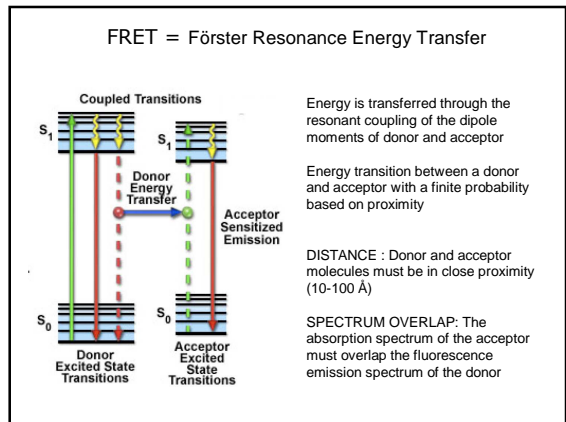 FRET = Förster Resonance Energy Transfer
Coupled Transitions
S1
S1
Donor
Energy
Transfer
Acceptor
Sensitized
Emission
S0
S0
Donor
Excited State
Transitions
Acceptor
Excited
State
Transitions
Energy is transferred through the
resonant coupling of the dipole
moments of donor and acceptor
Energy transition between a donor
and acceptor with a finite probability
based on proximity
DISTANCE : Donor and acceptor
molecules must be in close proximity
(10-100 Å)
SPECTRUM OVERLAP: The
absorption spectrum of the acceptor
must overlap the fluorescence
emission spectrum of the donor